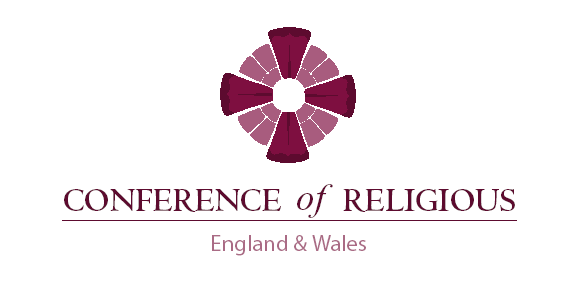 CONFERENCE of RELIGIOUS
England & Wales